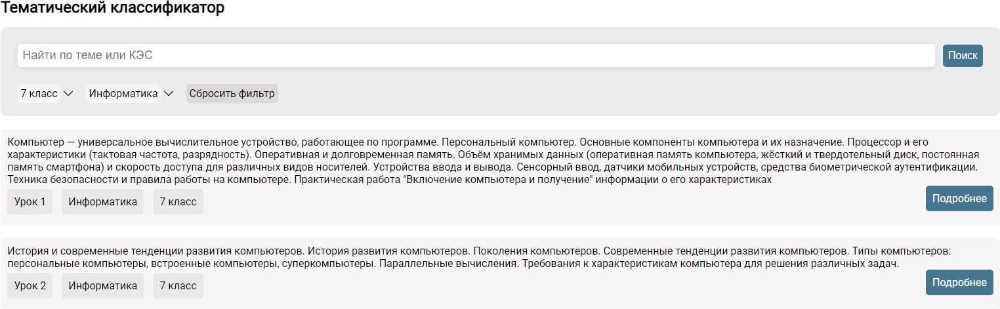 Тематический классификатор
Найти по теме или КЭС
Поиск
7 класс
Информатика
Сбросить фильтр
Компьютер — универсальное вычислительное устройство, работающее по программе. Персональный компьютер. Основные компоненты компьютера и их назначение. Процессор и его
характеристики (тактовая частота, разрядность). Оперативная и долговременная память. Объём хранимых данных (оперативная память компьютера, жёсткий и твердотельный диск, постоянная
память смартфона) и скорость доступа для различных видов носителей. Устройства ввода и вывода. Сенсорный ввод, датчики мобильных устройств, средства биометрической аутентификации.
Техника безопасности и правила работы на компьютере. Практическая работа "Включение компьютера и получение" информации о его характеристиках
Урок 1
Информатика
7 класс
Подробнее
История и современные тенденции развития компьютеров. История развития компьютеров. Поколения компьютеров. Современные тенденции развития компьютеров. Типы компьютеров:
персональные компьютеры, встроенные компьютеры, суперкомпьютеры. Параллельные вычисления. Требования к характеристикам компьютера для решения различных задач.
Урок 2
Информатика
7 класс
Подробнее